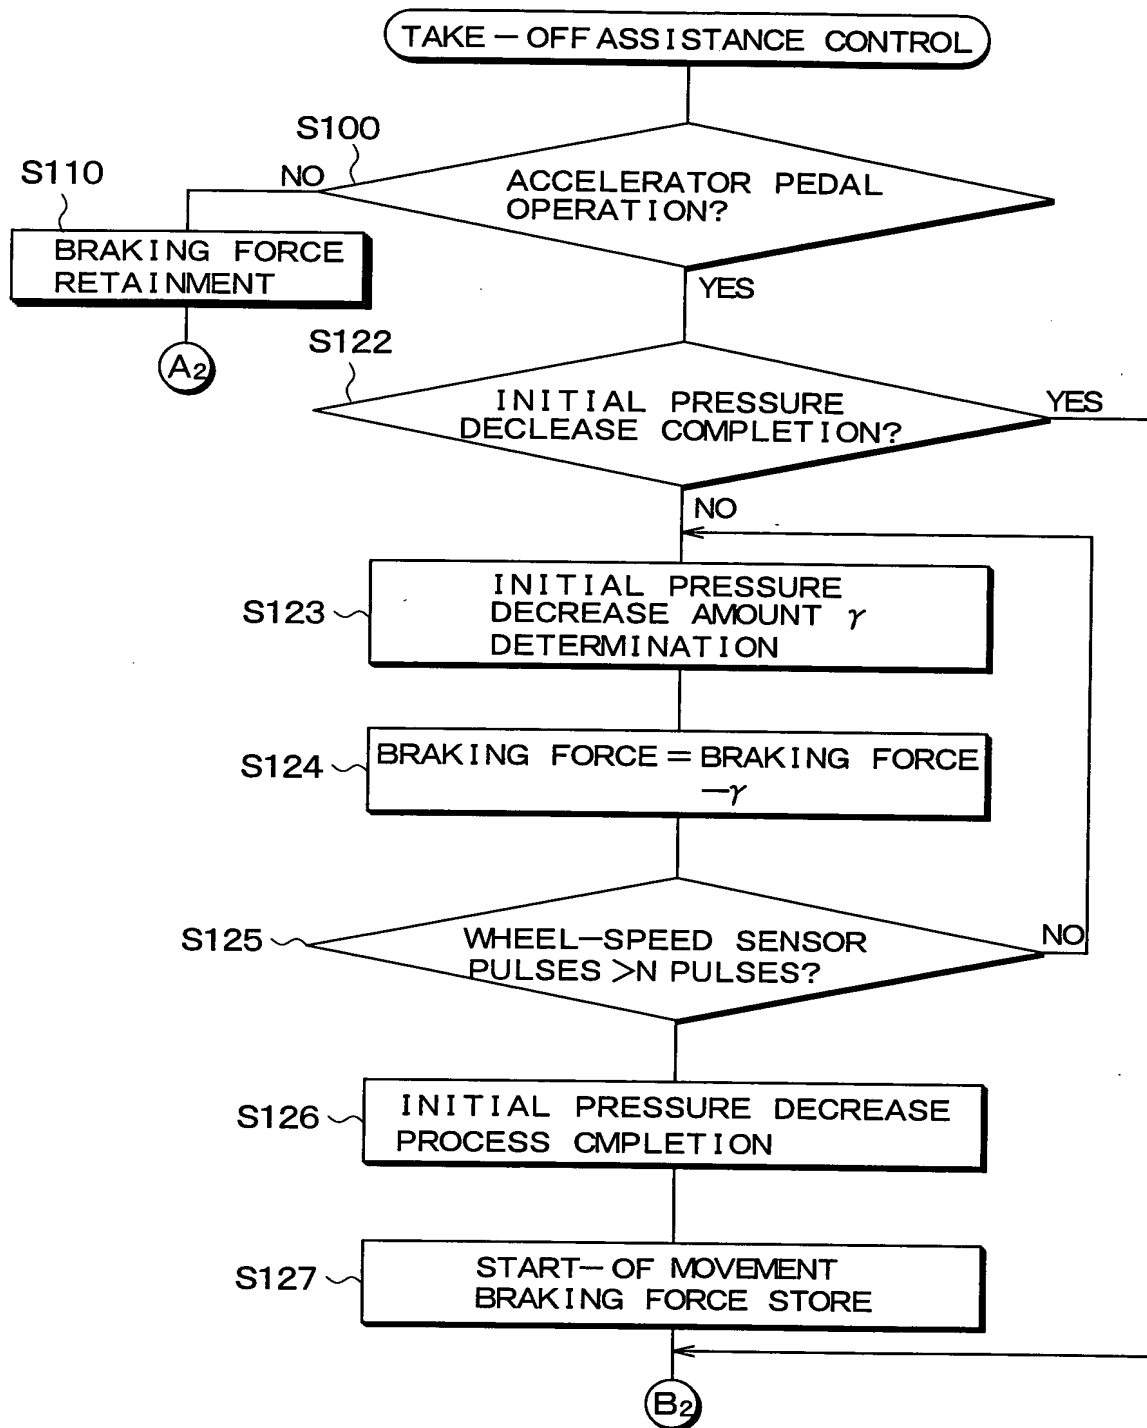 TAKE-OFF ASSISTANCE CONTROL
S100
NO
ACCELERATOR PEDAL
OPERATION?
S110
BRAKING FORCE
RETAINMENT
YES
A2
S122
INITIAL PRESSURE
DECLEASE COMPLETION?
YES
NO
S123
INITIAL PRESSURE
DECREASE AMOUNT γ
DETERMINATION
S124
BRAKING FORCE = BRAKING FORCE
-γ
S125
WHEEL-SPEED SENSOR
PULSES >N PULSES?
NO
S126
INITIAL PRESSURE DECREASE
PROCESS CMPLETION
S127
START-OF MOVEMENT
BRAKING FORCE STORE
B2